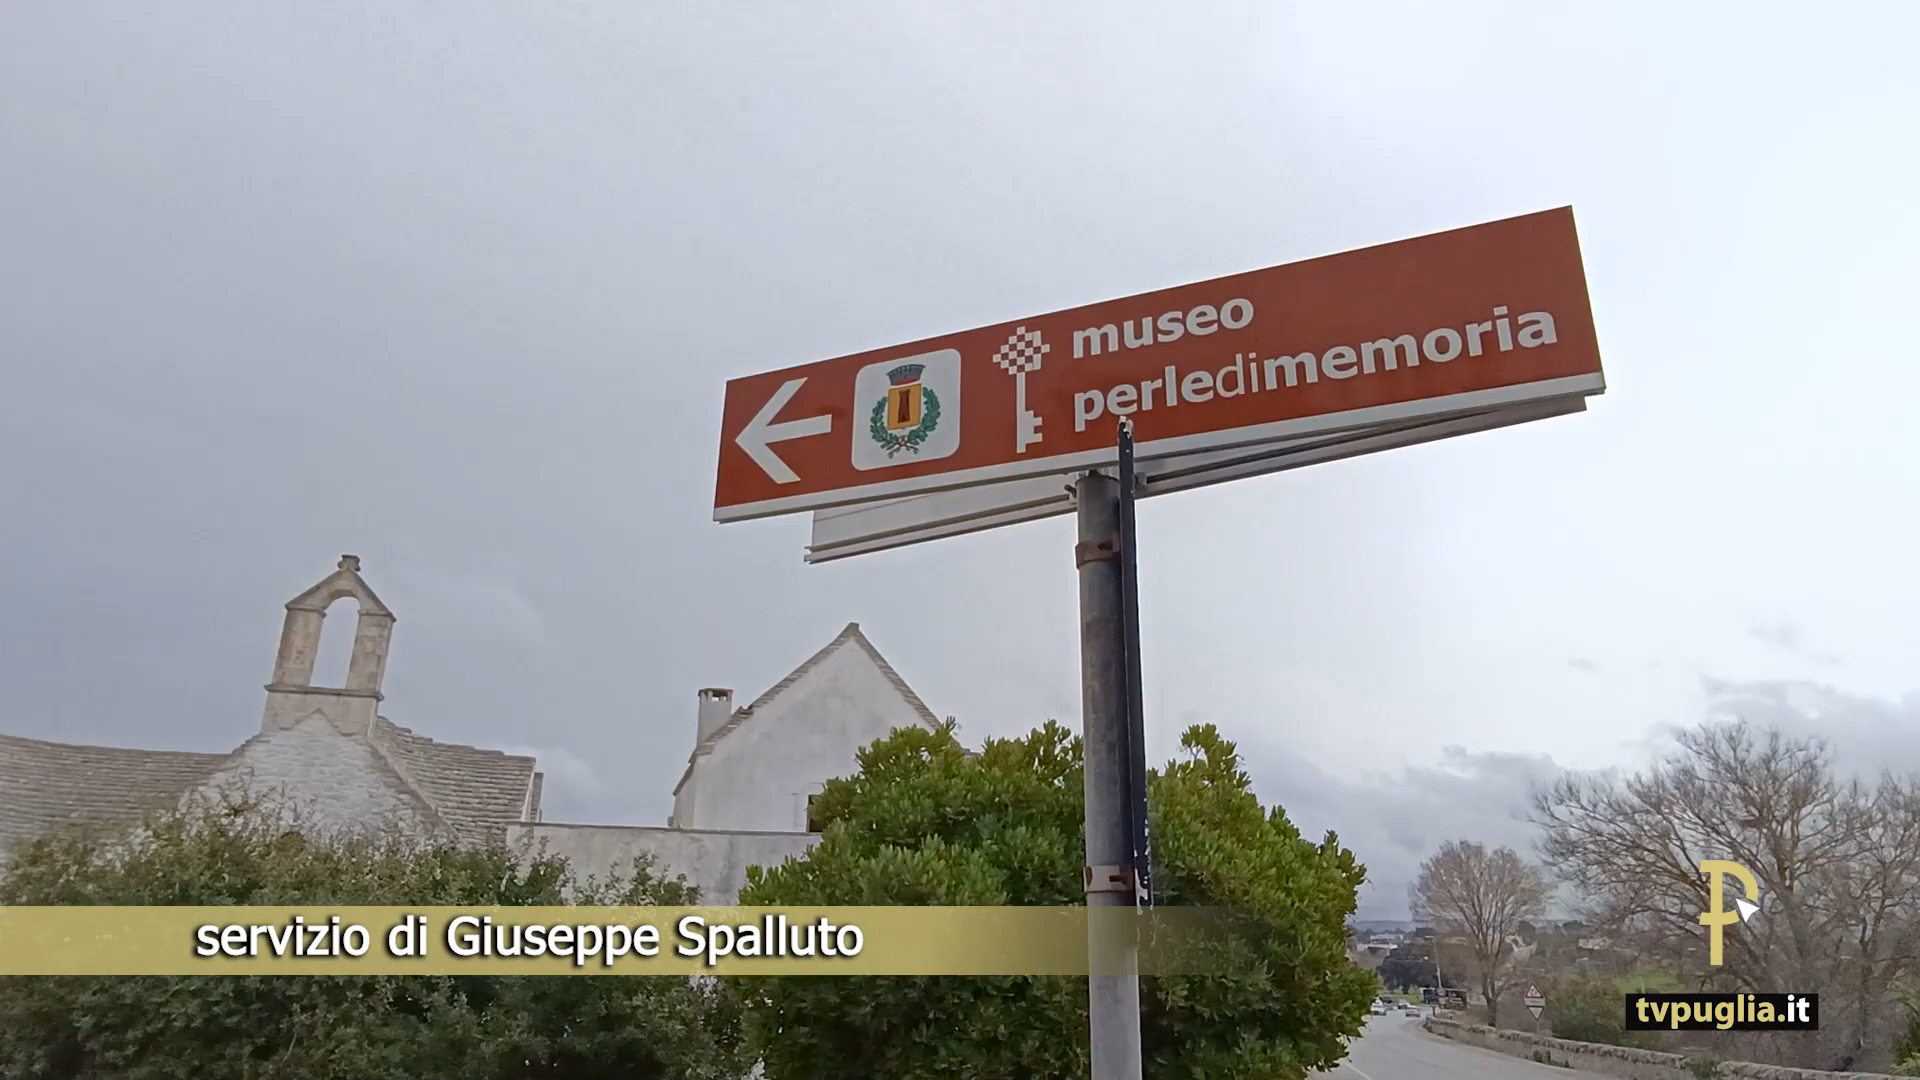 museo
perledimemoria
servizio di Giuseppe Spalluto
tvpuglia.it